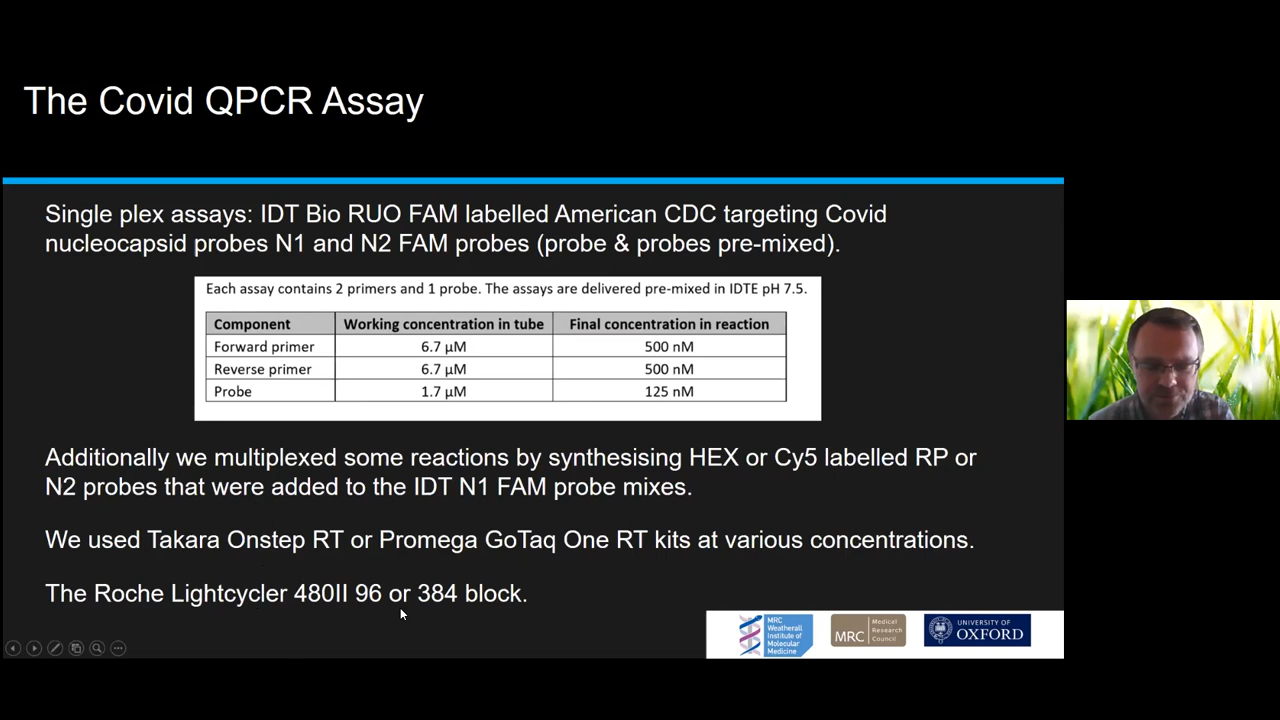 The Covid QPCR Assay
Single plex assays: IDT Bio RUO FAM labelled American CDC targeting Covid
nucleocapsid probes N1 and N2 FAM probes (probe & probes pre-mixed).
Each assay contains 2 primers and 1 probe. The assays are delivered pre-mixed in IDTE pH 7.5.
Component Working concentration in tube Final concentration in reaction
Forward primer 6.7 µM 500 nM
Reverse primer 6.7 µM 500 nM
Probe 1.7 µM 125 nM
Additionally we multiplexed some reactions by synthesising HEX or Cy5 labelled RP or
N2 probes that were added to the IDT N1 FAM probe mixes.
We used Takara Onstep RT or Promega GoTaq One RT kits at various concentrations.
The Roche Lightcycler 480II 96 or 384 block.
MRC
Weatherall
Institute of
Molecular
Medicine
MRC
Medical
Research
Council
UNIVERSITY OF
OXFORD